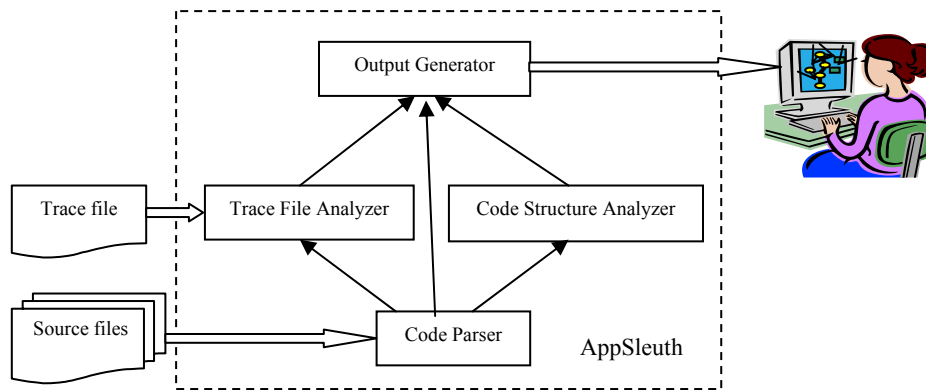 Output Generator
Trace file
Trace File Analyzer
Code Structure Analyzer
Source files
Code Parser
AppSleuth